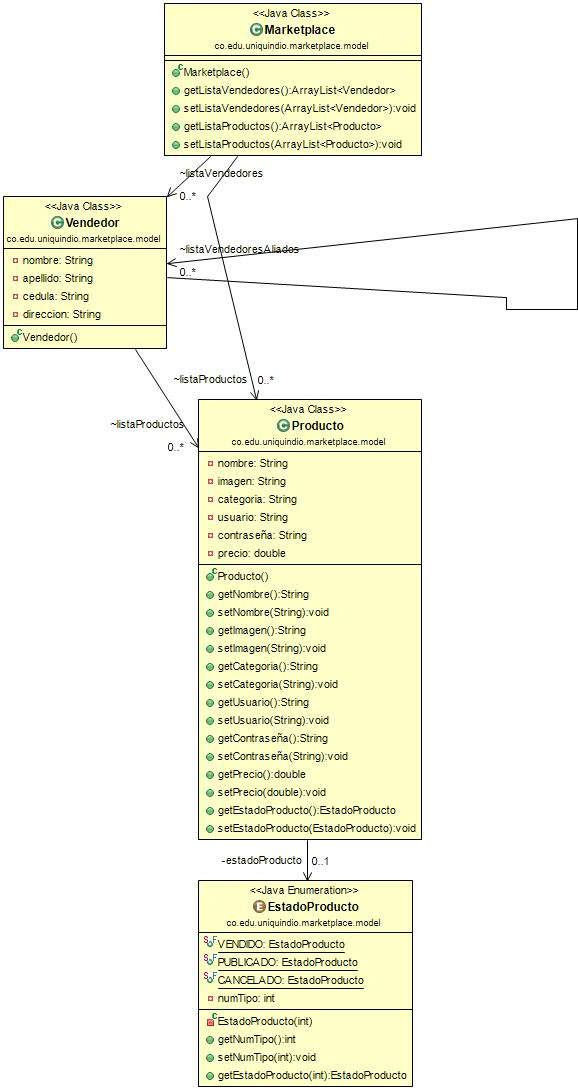 <<Java Class>>
Marketplace
co.edu.uniquindio.marketplace.model
Marketplace()
getListaVendedores():ArrayList<Vendedor>
setListaVendedores(ArrayList<Vendedor>):void
getListaProductos():ArrayList<Producto>
setListaProductos(ArrayList<Producto>):void
~listaVendedores
0..*
<<Java Class>>
Vendedor
co.edu.uniquindio.marketplace.model
nombre: String
apellido: String
cedula: String
direccion: String
Vendedor()
~listaVendedoresAliados
0..*
~listaProductos
0..*
~listaProductos
0..*
<<Java Class>>
Producto
co.edu.uniquindio.marketplace.model
nombre: String
imagen: String
categoria: String
usuario: String
contraseña: String
precio: double
Producto()
getNombre():String
setNombre(String):void
getImagen():String
setImagen(String):void
getCategoria():String
setCategoria(String):void
getUsuario():String
setUsuario(String):void
getContraseña():String
setContraseña(String):void
getPrecio():double
setPrecio(double):void
getEstadoProducto():EstadoProducto
setEstadoProducto(EstadoProducto):void
-estadoProducto
0..1
<<Java Enumeration>>
EstadoProducto
co.edu.uniquindio.marketplace.model
VENDIDO: EstadoProducto
PUBLICADO: EstadoProducto
CANCELADO: EstadoProducto
numTipo: int
EstadoProducto(int)
getNumTipo():int
setNumTipo(int):void
getEstadoProducto(int):EstadoProducto